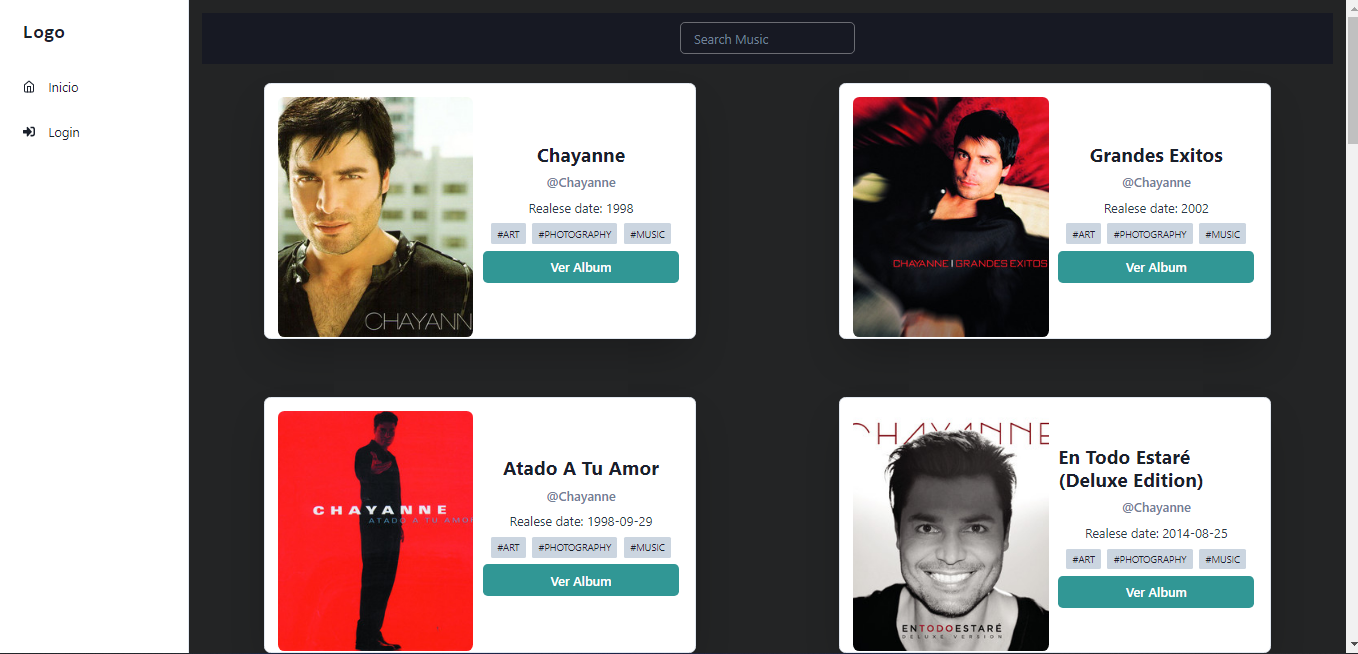 Logo
Inicio
Login
Search Music
CHAYANN
Chayanne
@Chayanne
Realese date: 1998
#ART #PHOTOGRAPHY #MUSIC
Ver Album
CHAYANNE | GRANDES EXITOS
Grandes Exitos
@Chayanne
Realese date: 2002
#ART #PHOTOGRAPHY #MUSIC
Ver Album
CHAYANNE
ATADO A TU AMOR
Atado A Tu Amor
@Chayanne
Realese date: 1998-09-29
#ART #PHOTOGRAPHY #MUSIC
Ver Album
CHAYANNE
ENTODOESTARÉ
DELUXE VERSION
En Todo Estaré
(Deluxe Edition)
@Chayanne
Realese date: 2014-08-25
#ART #PHOTOGRAPHY #MUSIC
Ver Album